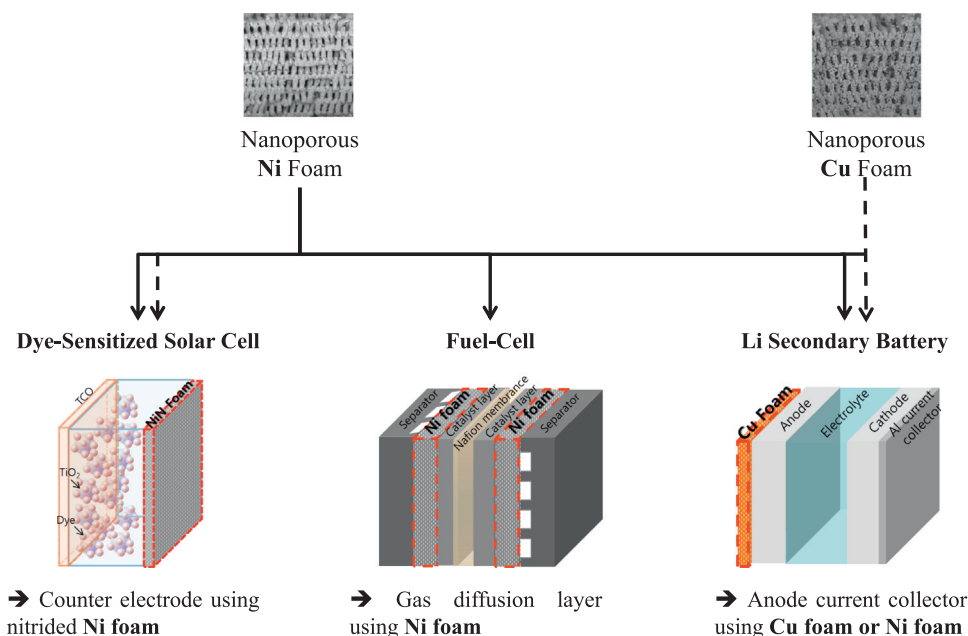 Nanoporous
Ni Foam
Nanoporous
Cu Foam
Dye-Sensitized Solar Cell
Fuel-Cell
Li Secondary Battery
TCO
NiN Foam
TiO2
Dye
Separator
Ni foam
Catalyst layer
Nafion membrance
Catalyst layer
Ni foam
Separator
Cu Foam
Anode
Electrolyte
Cathode
Al current
collector
➔ Counter electrode using
nitrided Ni foam
➔ Gas diffusion layer
using Ni foam
➔ Anode current collector
using Cu foam or Ni foam